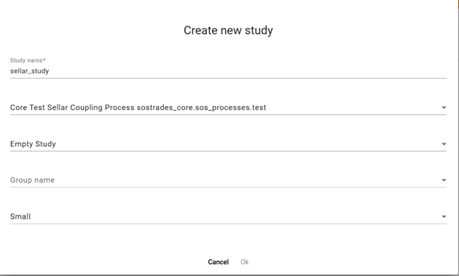 Create new study
Study name*
sellar_study
Core Test Sellar Coupling Process sostrades_core.sos_processes.test
Empty Study
Group name
Small
Cancel Ok